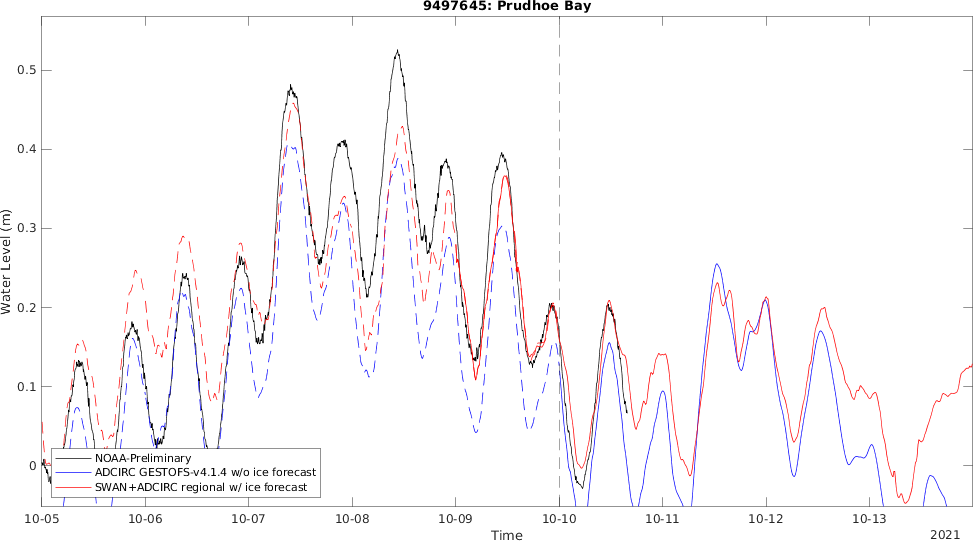 9497645: Prudhoe Bay
Water Level (m)
0.5
0.4
0.3
0.2
0.1
0
NOAA-Preliminary
ADCIRC GESTOFS-v4.1.4 w/o ice forecast
SWAN+ADCIRC regional w/ ice forecast
10-05 10-06 10-07 10-08 10-09 10-10 10-11 10-12 10-13
Time
2021